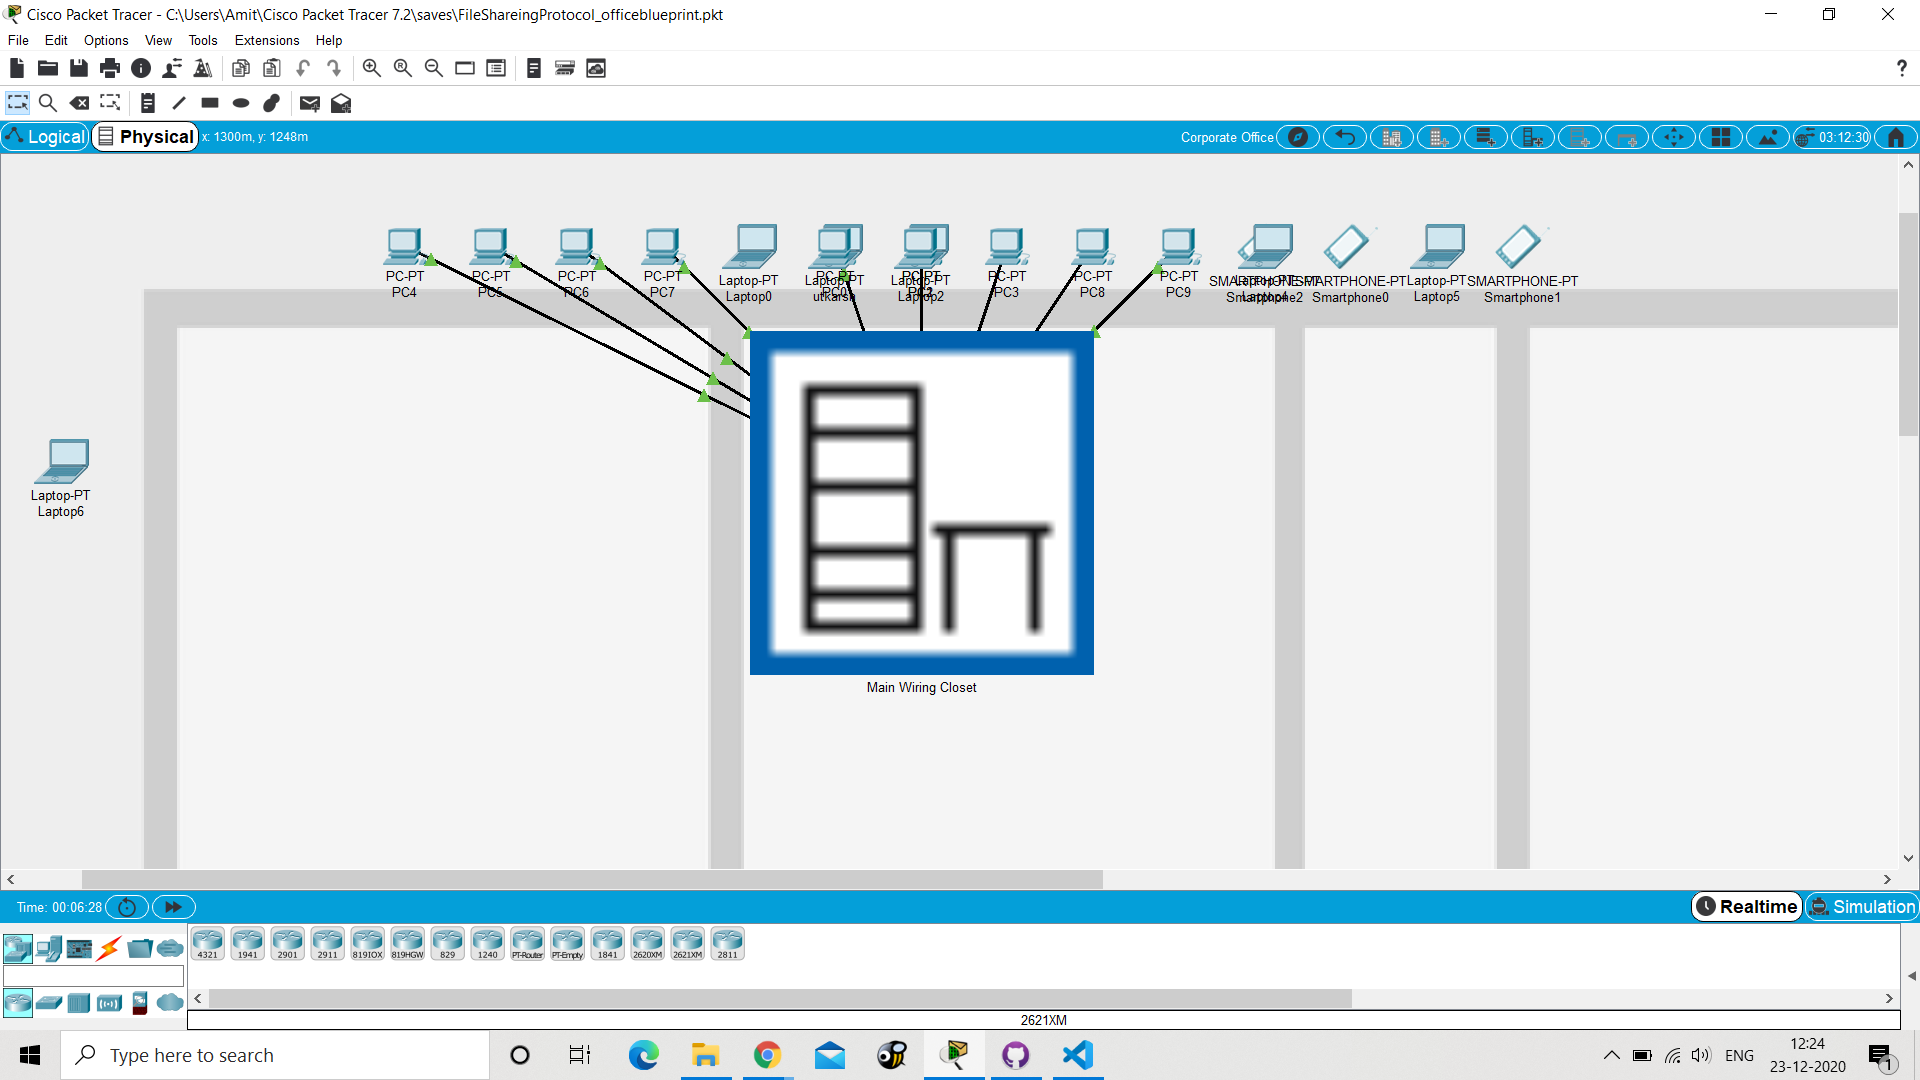 Cisco Packet Tracer - C:\Users\Amit\Cisco Packet Tracer 7.2\saves\FileShareingProtocol_officeblueprint.pkt
File Edit Options View Tools Extensions Help
Logical Physical x: 1300m, y: 1248m Corporate Office 03:12:30
PC-PT PC-PT PC-PT PC-PT Laptop-PT Laptop-PT PC-PT Laptop-PT PC-PT PC-PT PC-PT PC-PT SMARTPHONE-PT Laptop-PT SMARTPHONE-PT Laptop-PT SMARTPHONE-PT
PC4 PC5 PC6 PC7 Laptop0 utkarsh PC0 Laptop2 PC3 PC8 PC9 Smartphone2 Smartphone0 Laptop5 Smartphone1
Laptop-PT
Laptop6
Main Wiring Closet
Time: 00:06:28 Realtime Simulation
4321 1941 2901 2911 819IOX 819HGW 829 1240 PT-Router PT-Empty 1841 2620XM 2621XM 2811
2621XM
Type here to search
ENG
12:24
23-12-2020
1